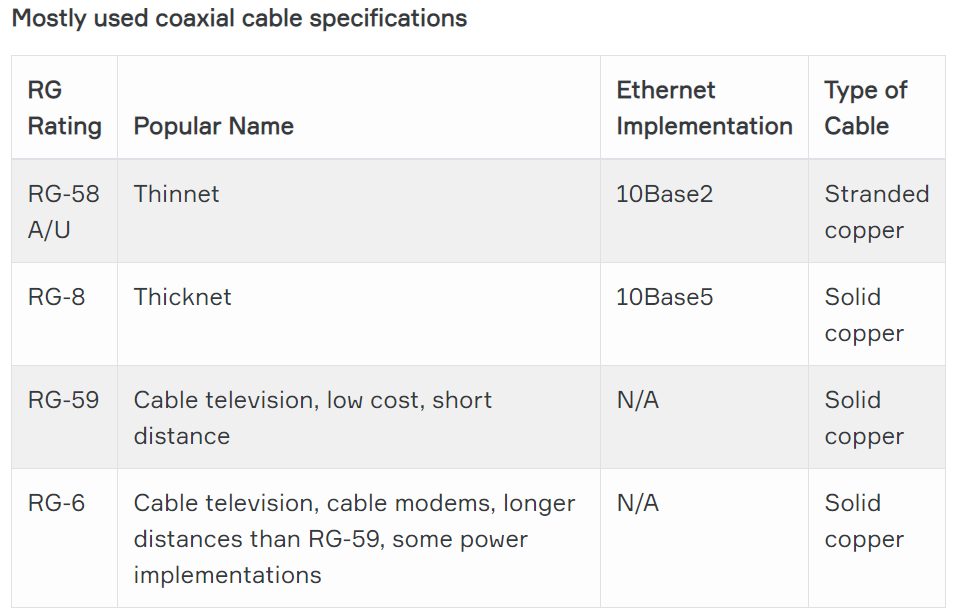 Mostly used coaxial cable specifications
RG
Rating
Popular Name
Ethernet
Implementation
Type of
Cable
RG-58
A/U
Thinnet
10Base2
Stranded
copper
RG-8
Thicknet
10Base5
Solid
copper
RG-59
Cable television, low cost, short
distance
N/A
Solid
copper
RG-6
Cable television, cable modems, longer
distances than RG-59, some power
implementations
N/A
Solid
copper